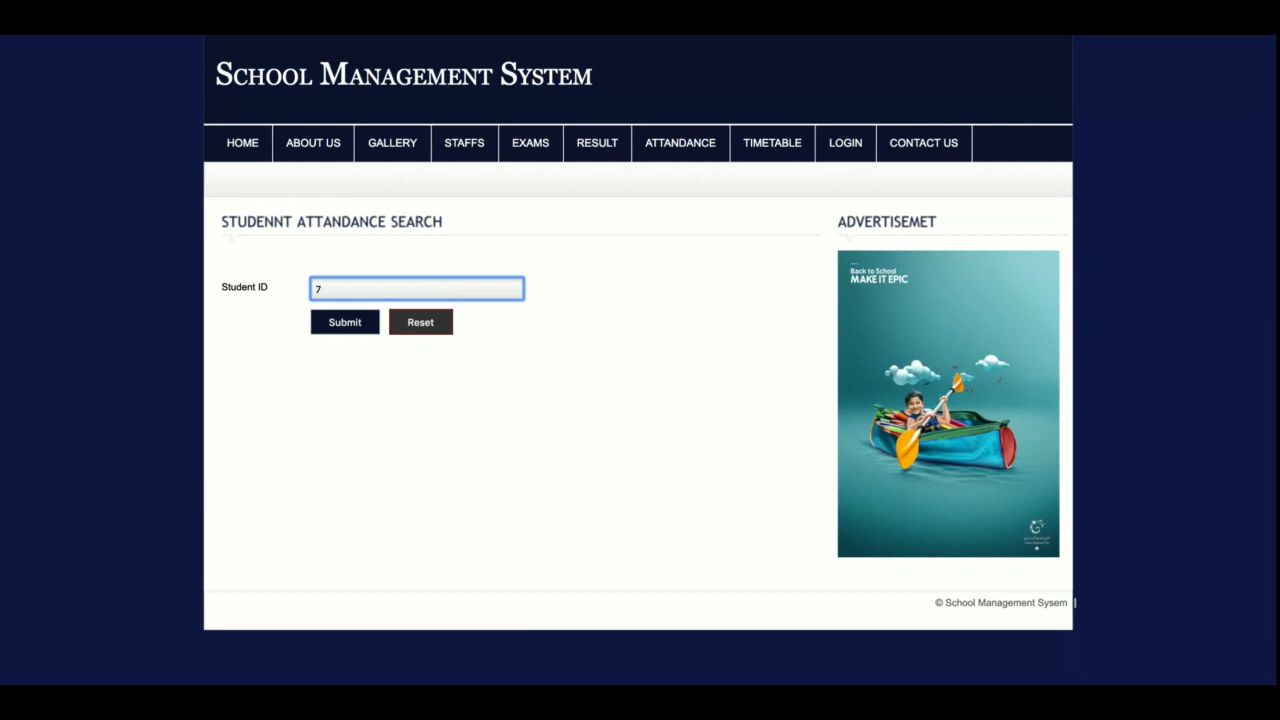 School Management System
HOME ABOUT US GALLERY STAFFS EXAMS RESULT ATTANDANCE TIMETABLE LOGIN CONTACT US
STUDENNT ATTANDANCE SEARCH
Student ID 7
Submit Reset
ADVERTISEMET
Back to School
MAKE IT EPIC
© School Management Sysem |